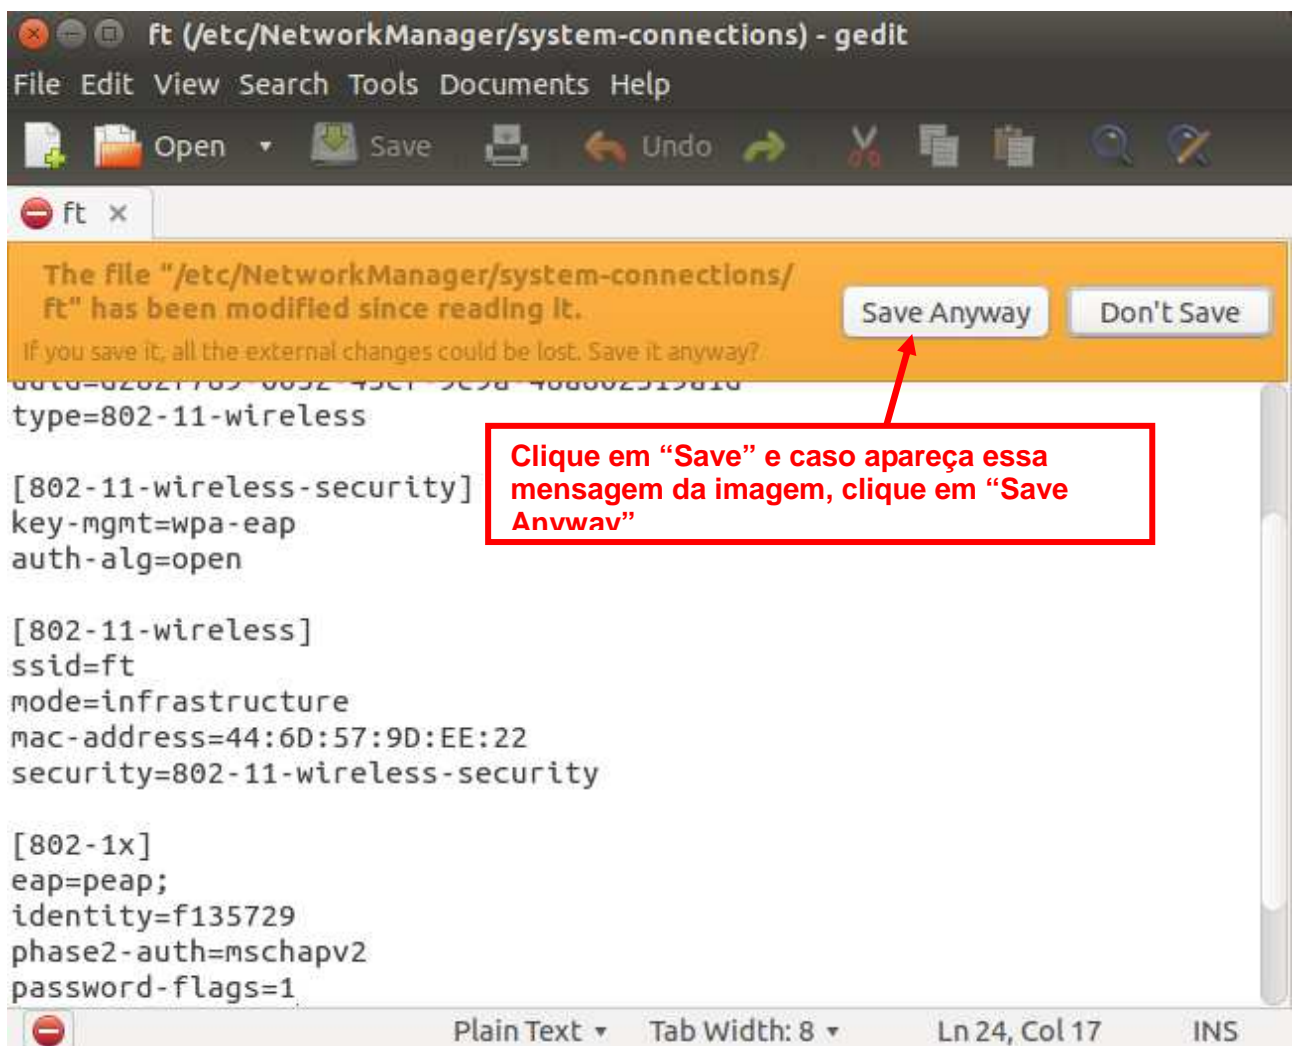 ft (/etc/NetworkManager/system-connections) - gedit
File Edit View Search Tools Documents Help
Open Save Undo
ft
The file "/etc/NetworkManager/system-connections/
ft" has been modified since reading it.
If you save it, all the external changes could be lost. Save it anyway?
Save Anyway Don't Save
type=802-11-wireless
Clique em “Save” e caso apareça essa
mensagem da imagem, clique em “Save
Anyway”
[802-11-wireless-security]
key-mgmt=wpa-eap
auth-alg=open
[802-11-wireless]
ssid=ft
mode=infrastructure
mac-address=44:6D:57:9D:EE:22
security=802-11-wireless-security
[802-1x]
eap=peap;
identity=f135729
phase2-auth=mschapv2
password-flags=1
Plain Text Tab Width: 8 Ln 24, Col 17 INS